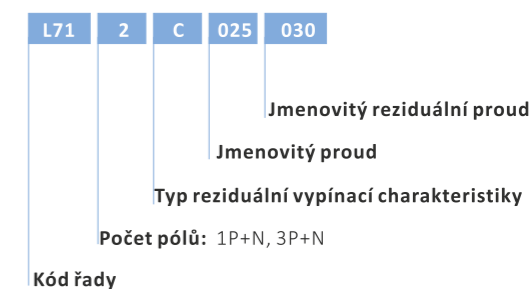 L71 2 C 025 030
Jmenovitý reziduální proud
Jmenovitý proud
Typ reziduální vypínací charakteristiky
Počet pólů: 1P+N, 3P+N
Kód řady